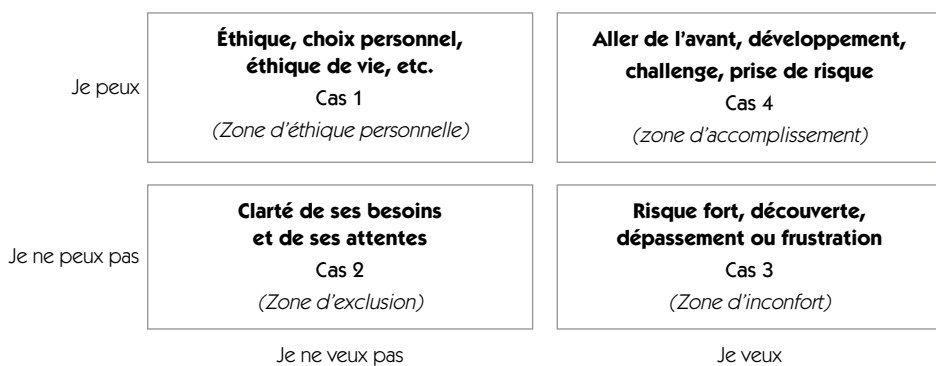 Je peux
Éthique, choix personnel,
éthique de vie, etc.
Cas 1
(Zone d’éthique personnelle)
Aller de l’avant, développement,
challenge, prise de risque
Cas 4
(zone d’accomplissement)
Je ne peux pas
Clarté de ses besoins
et de ses attentes
Cas 2
(Zone d’exclusion)
Risque fort, découverte,
dépassement ou frustration
Cas 3
(Zone d’inconfort)
Je ne veux pas
Je veux